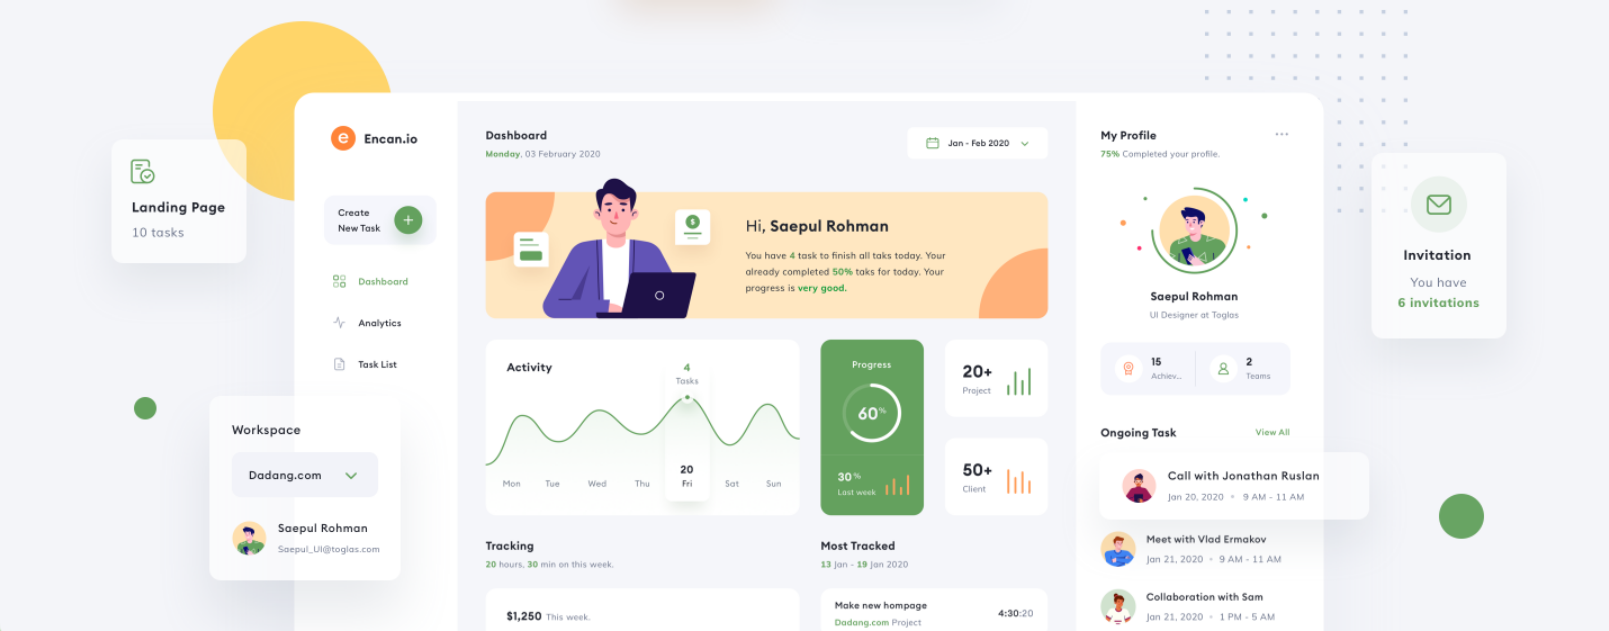 Landing Page
10 tasks
e Encan.io
Create
New Task
+
Dashboard
Analytics
Task List
Workspace
Dadang.com
Saepul Rohman
Saepul_UI@toglas.com
Dashboard
Monday, 03 February 2020
Jan - Feb 2020
$
Hi, Saepul Rohman
You have 4 task to finish all taks today. Your
already completed 50% taks for today. Your
progress is very good.
Activity
4
Tasks
20
Mon Tue Wed Thu Fri Sat Sun
Progress
60%
30%
Last week
20+
Project
50+
Client
Tracking
20 hours, 30 min on this week.
$1,250 This week.
Most Tracked
13 Jan - 19 Jan 2020
Make new hompage
4:30:20
Dadang.com Project
My Profile
75% Completed your profile.
Saepul Rohman
UI Designer at Toglas
15
Achiev...
2
Teams
Ongoing Task
View All
Call with Jonathan Ruslan
Jan 20, 2020 • 9 AM - 11 AM
Meet with Vlad Ermakov
Jan 21, 2020 • 9 AM - 11 AM
Collaboration with Sam
Jan 21, 2020 • 1 PM - 5 AM
Invitation
You have
6 invitations